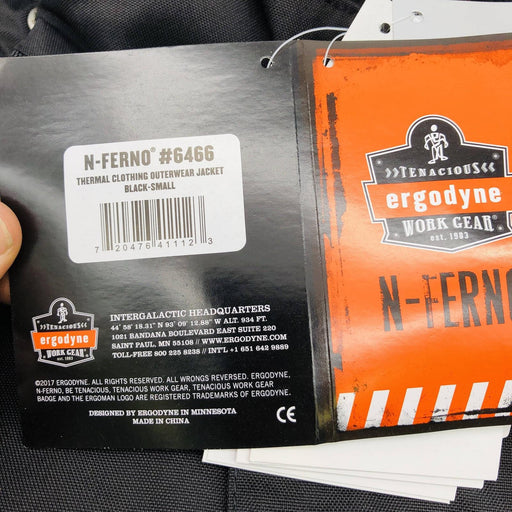 N-FERNO® #6466
THERMAL CLOTHING OUTERWEAR JACKET
BLACK-SMALL
7 20476 41112 3
»TENACIOUS«
ergodyne
WORK GEAR®
INTERGALACTIC HEADQUARTERS
44° 58' 18.31" N 93° 09' 12.88" W ALT. 934 FT.
1021 BANDANA BOULEVARD EAST SUITE 220
SAINT PAUL, MN 55108 // WWW.ERGODYNE.COM
TOLL-FREE 800 225 8238 // INT'L +1 651 642 9889
©2017 ERGODYNE. ALL RIGHTS RESERVED. ALL WRONGS REVERSED. ERGODYNE,
N-FERNO, BE TENACIOUS, TENACIOUS WORK GEAR, TENACIOUS WORK GEAR
BADGE AND THE ERGOMAN LOGO ARE REGISTERED TRADEMARKS OF ERGODYNE.
DESIGNED BY ERGODYNE IN MINNESOTA
MADE IN CHINA
CE
»TENACIOUS«
ergodyne
WORK GEAR®
est. 1983
N-FERNO